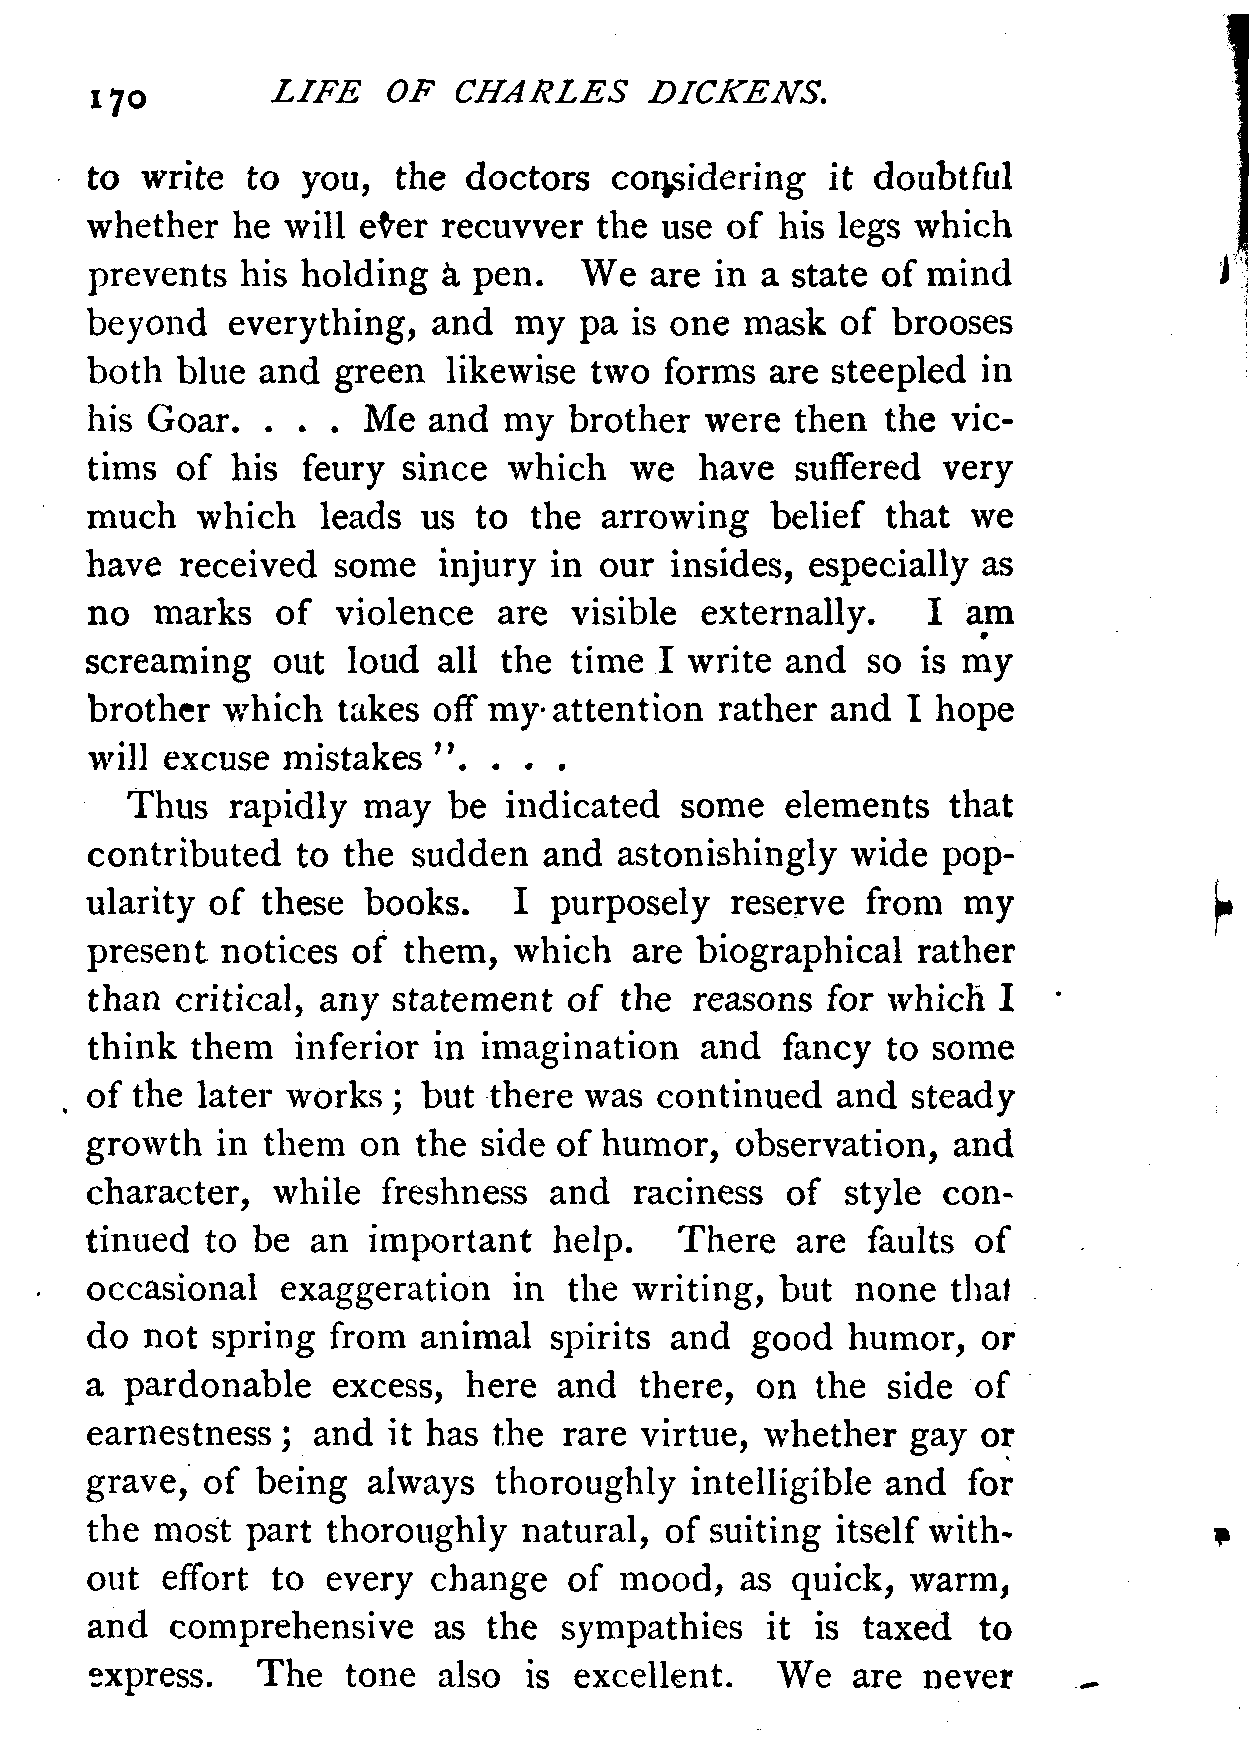 170 LIFE OF CHARLES DICKENS.
to write to you, the doctors considering it doubtful
whether he will ever recuvver the use of his legs which
prevents his holding a pen. We are in a state of mind
beyond everything, and my pa is one mask of brooses
both blue and green likewise two forms are steepled in
his Goar. . . . Me and my brother were then the vic-
tims of his feury since which we have suffered very
much which leads us to the arrowing belief that we
have received some injury in our insides, especially as
no marks of violence are visible externally. I am
screaming out loud all the time I write and so is my
brother which takes off my attention rather and I hope
will excuse mistakes ". . . .
Thus rapidly may be indicated some elements that
contributed to the sudden and astonishingly wide pop-
ularity of these books. I purposely reserve from my
present notices of them, which are biographical rather
than critical, any statement of the reasons for which I
think them inferior in imagination and fancy to some
of the later works ; but there was continued and steady
growth in them on the side of humor, observation, and
character, while freshness and raciness of style con-
tinued to be an important help. There are faults of
occasional exaggeration in the writing, but none that
do not spring from animal spirits and good humor, or
a pardonable excess, here and there, on the side of
earnestness ; and it has the rare virtue, whether gay or
grave, of being always thoroughly intelligible and for
the most part thoroughly natural, of suiting itself with-
out effort to every change of mood, as quick, warm,
and comprehensive as the sympathies it is taxed to
express. The tone also is excellent. We are never